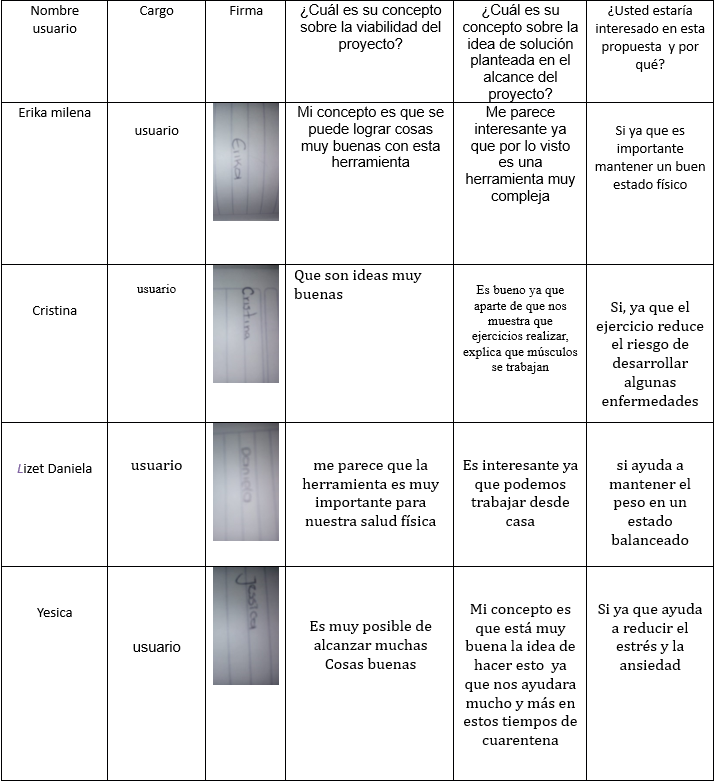 Nombre
usuario
Cargo
Firma
¿Cuál es su concepto
sobre la viabilidad del
proyecto?
¿Cuál es su
concepto sobre la
idea de solución
planteada en el
alcance del
proyecto?
¿Usted estaría
interesado en esta
propuesta y por
qué?
Erika milena
usuario
Erika
Mi concepto es que se
puede lograr cosas
muy buenas con esta
herramienta
Me parece
interesante ya
que por lo visto
es una
herramienta muy
compleja
Si ya que es
importante
mantener un buen
estado físico
Cristina
usuario
Cristina
Que son ideas muy
buenas
Es bueno ya que
aparte de que nos
muestra que
ejercicios realizar,
explica que músculos
se trabajan
Si, ya que el
ejercicio reduce
el riesgo de
desarrollar
algunas
enfermedades
Lizet Daniela
usuario
Daniela
me parece que la
herramienta es muy
importante para
nuestra salud física
Es interesante ya
que podemos
trabajar desde
casa
si ayuda a
mantener el
peso en un
estado
balanceado
Yesica
usuario
Jessica
Es muy posible de
alcanzar muchas
Cosas buenas
Mi concepto es
que está muy
buena la idea de
hacer esto ya
que nos ayudara
mucho y más en
estos tiempos de
cuarentena
Si ya que ayuda
a reducir el
estrés y la
ansiedad